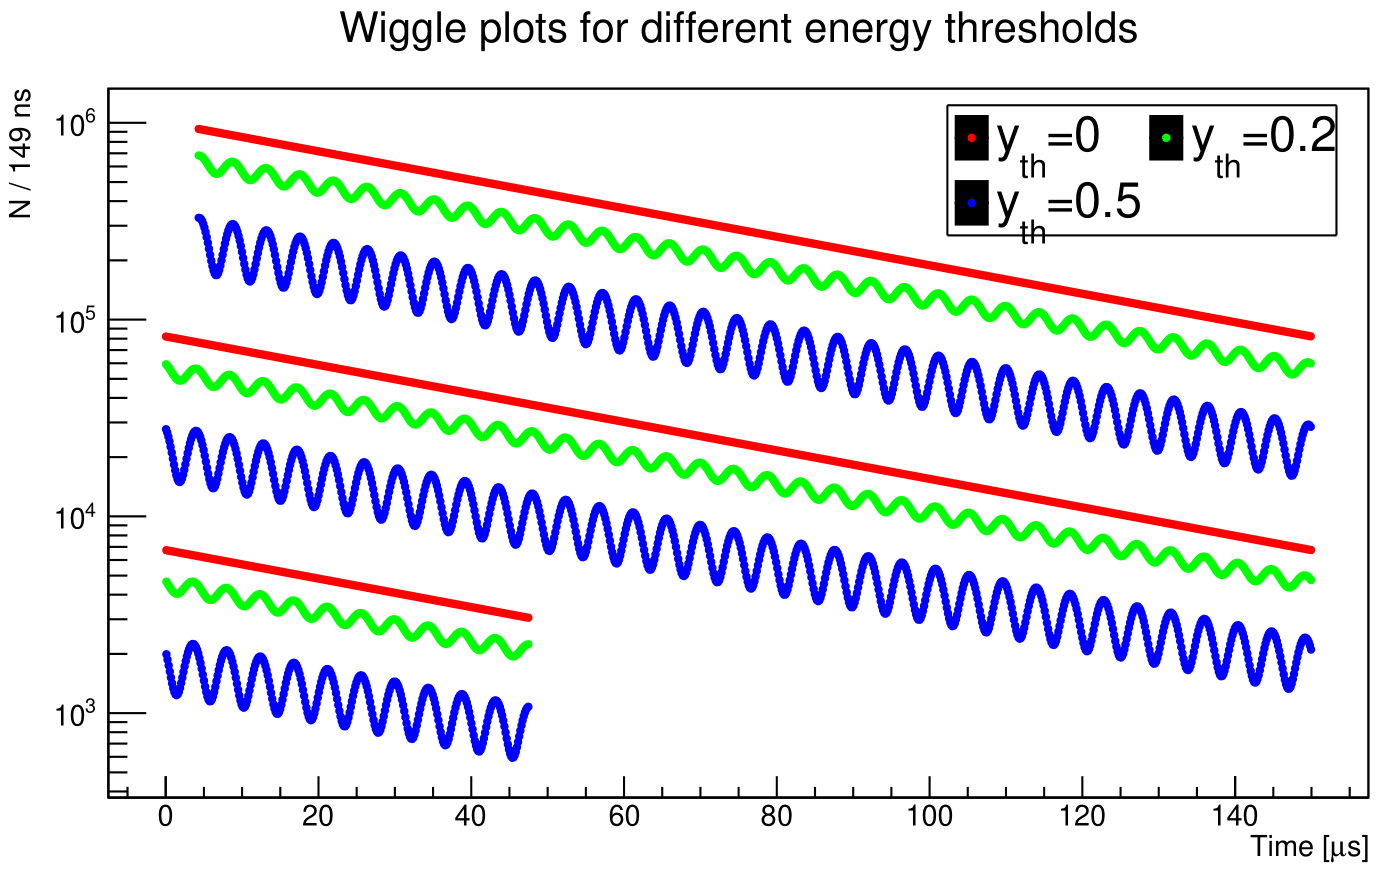 Wiggle plots for different energy thresholds
N / 149 ns
10^6
10^5
10^4
10^3
y_th=0
y_th=0.2
y_th=0.5
0 20 40 60 80 100 120 140
Time [μs]